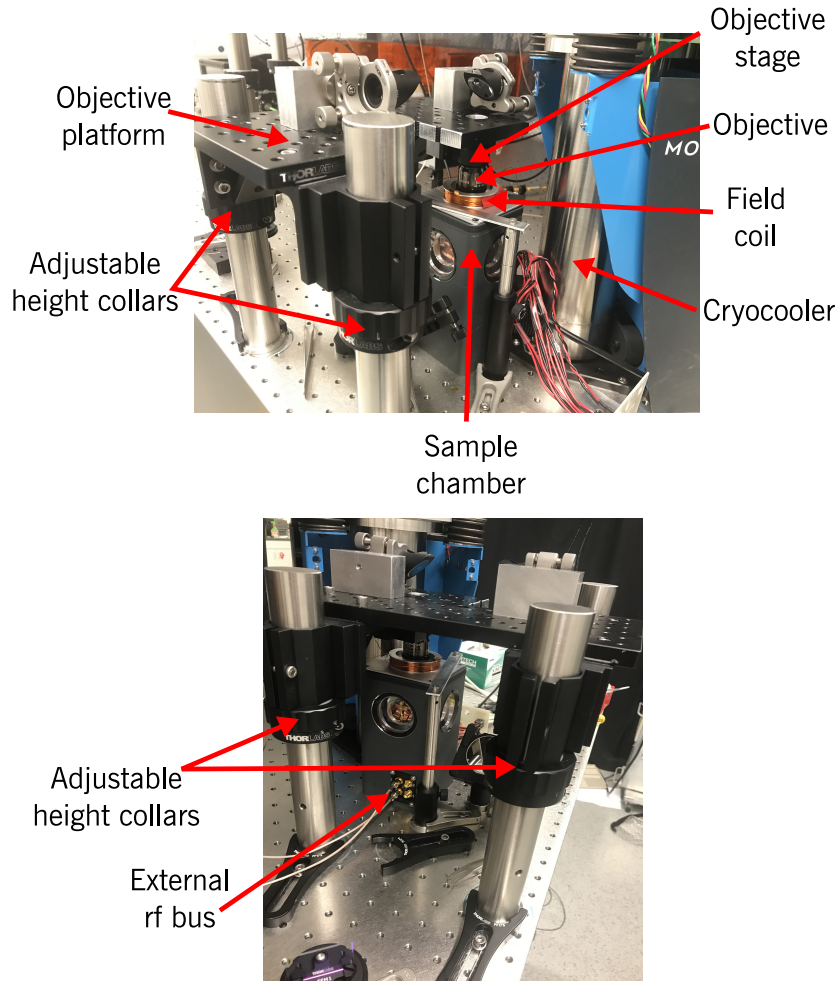 Objective
stage
Objective
platform
Objective
THORLABS
MO
Field
coil
Adjustable
height collars
Cryocooler
Sample
chamber
THORLABS
Adjustable
height collars
External
rf bus
THORLABS